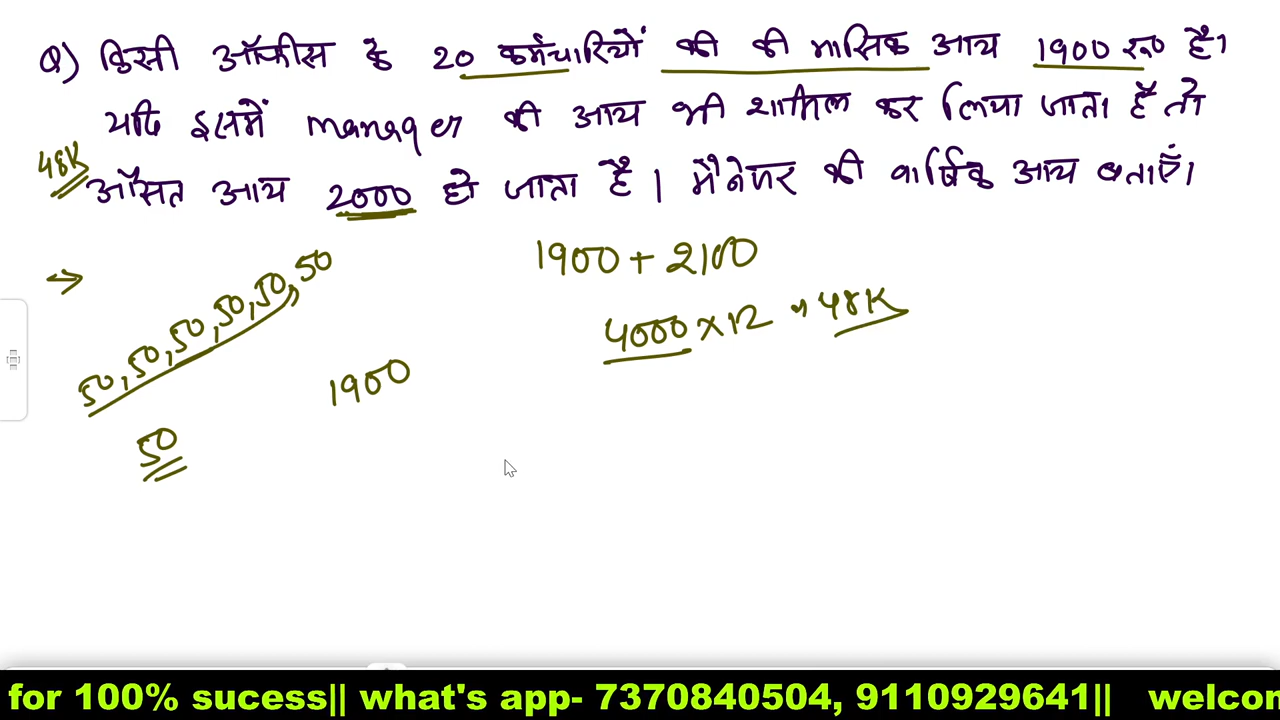 Q) किसी ऑफीस के 20 कर्मचारियों की की मासिक आय 1900 रु० है।
यदि इसमें manager की आय भी शामिल कर लिया जाता है तो
48K
औसत आय 2000 हो जाता है। मैनेजर की वार्षिक आय बताएँ।
→
50, 50, 50, 50, 50, 50
50
1900
1900 + 2100
4000 × 12 = 48K
for 100% sucess|| what's app- 7370840504, 9110929641|| welcon